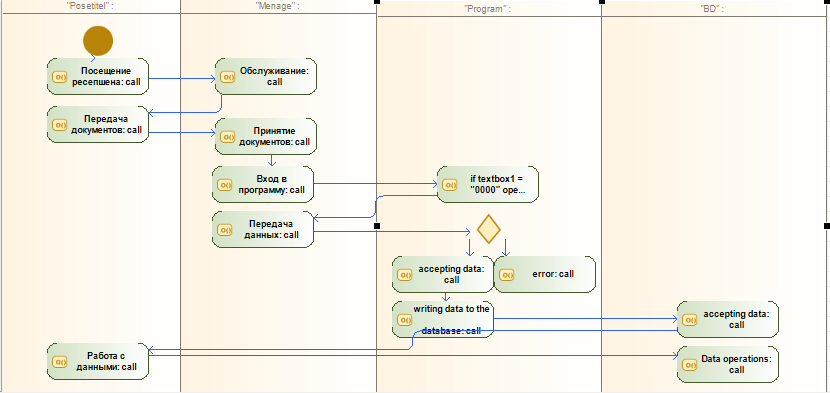 "Posetitel" :
"Menage" :
"Program" :
"BD" :
Посещение
ресепшена: call
Обслуживание:
call
Передача
документов: call
Принятие
документов: call
Вход в
программу: call
if textbox1 =
"0000" ope...
Передача
данных: call
accepting data:
call
error: call
writing data to the
database: call
accepting data:
call
Работа с
данными: call
Data operations:
call